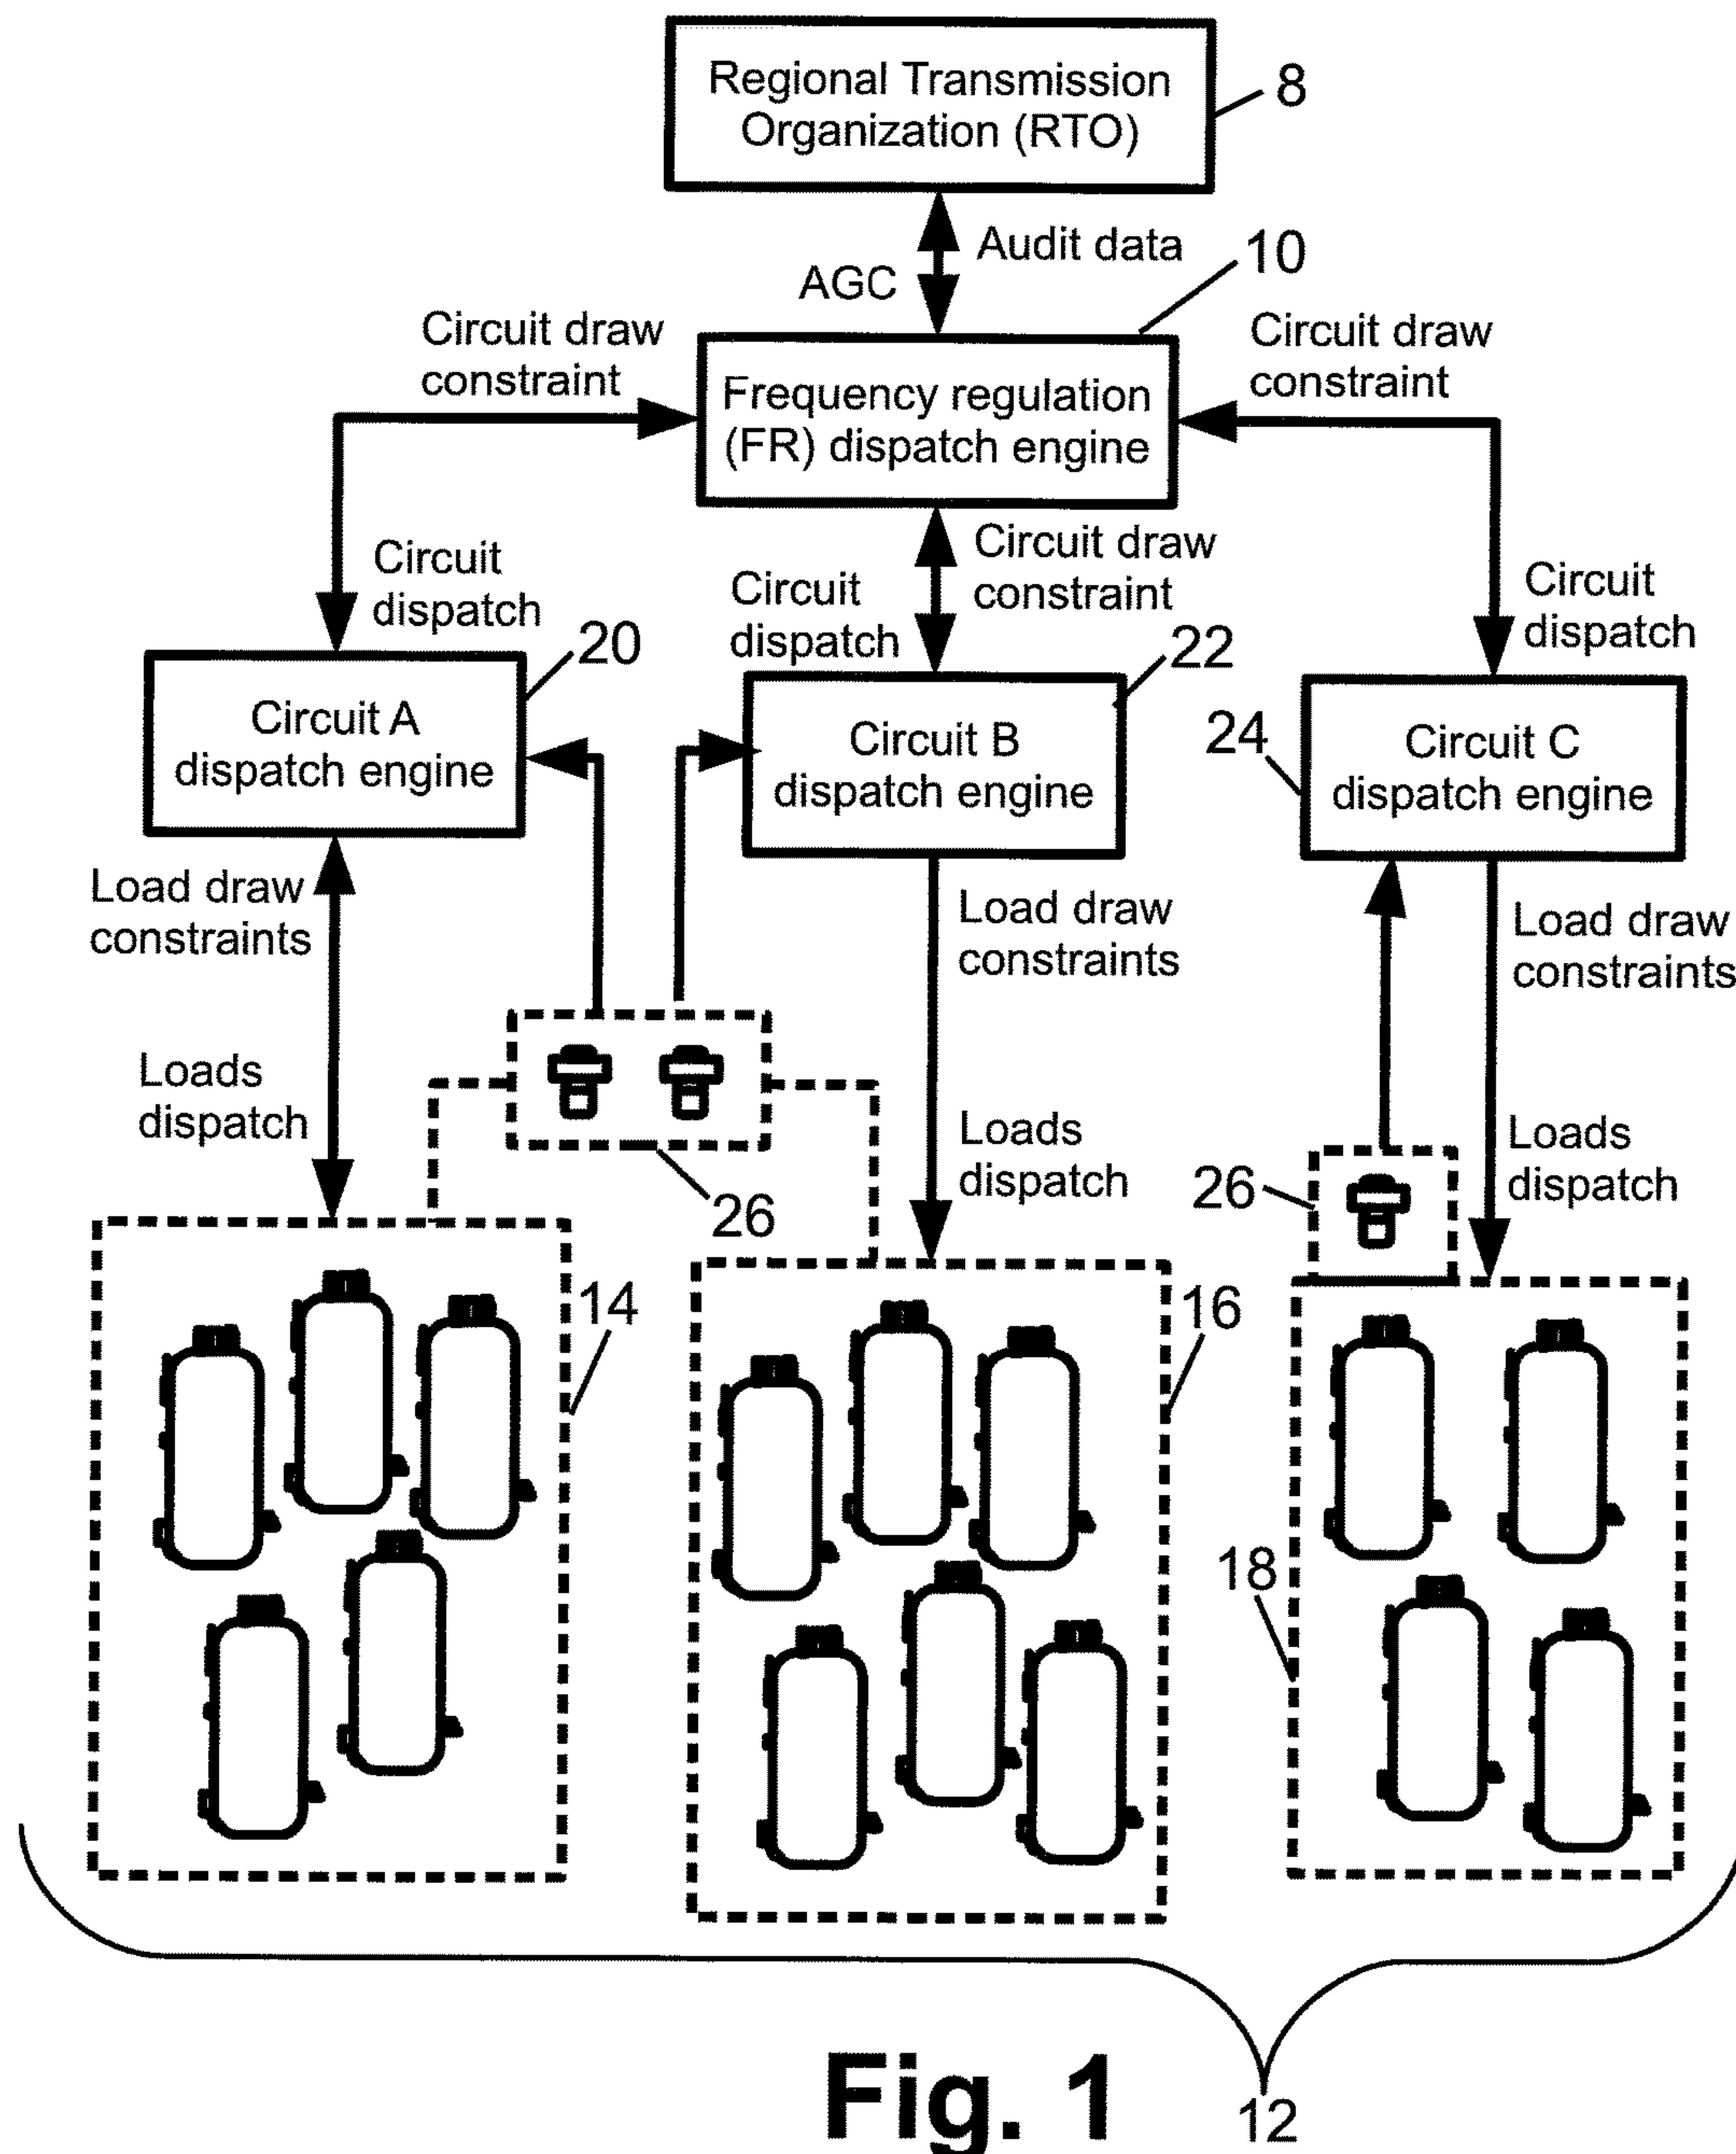 Regional Transmission
Organization (RTO)
8
Audit data
AGC
10
Circuit draw
constraint
Circuit draw
constraint
Frequency regulation
(FR) dispatch engine
Circuit
dispatch
Circuit draw
constraint
Circuit
dispatch
Circuit
dispatch
20
22
24
Circuit A
dispatch engine
Circuit B
dispatch engine
Circuit C
dispatch engine
Load draw
constraints
Load draw
constraints
Load draw
constraints
Loads
dispatch
Loads
dispatch
Loads
dispatch
26
26
14
16
18
Fig. 1
12